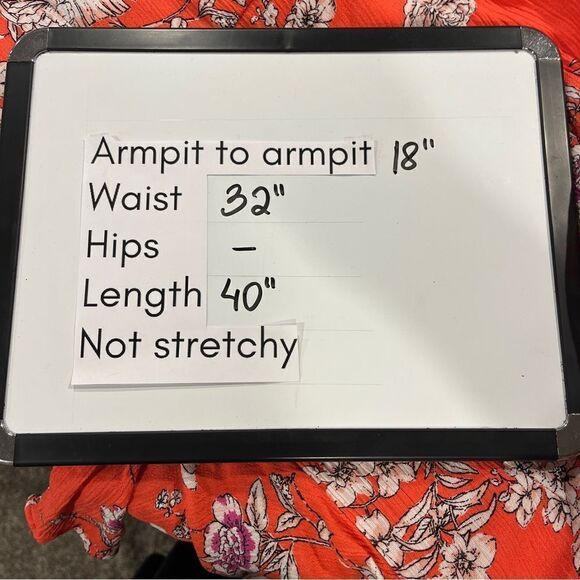 Armpit to armpit 18"
Waist 32"
Hips –
Length 40"
Not stretchy